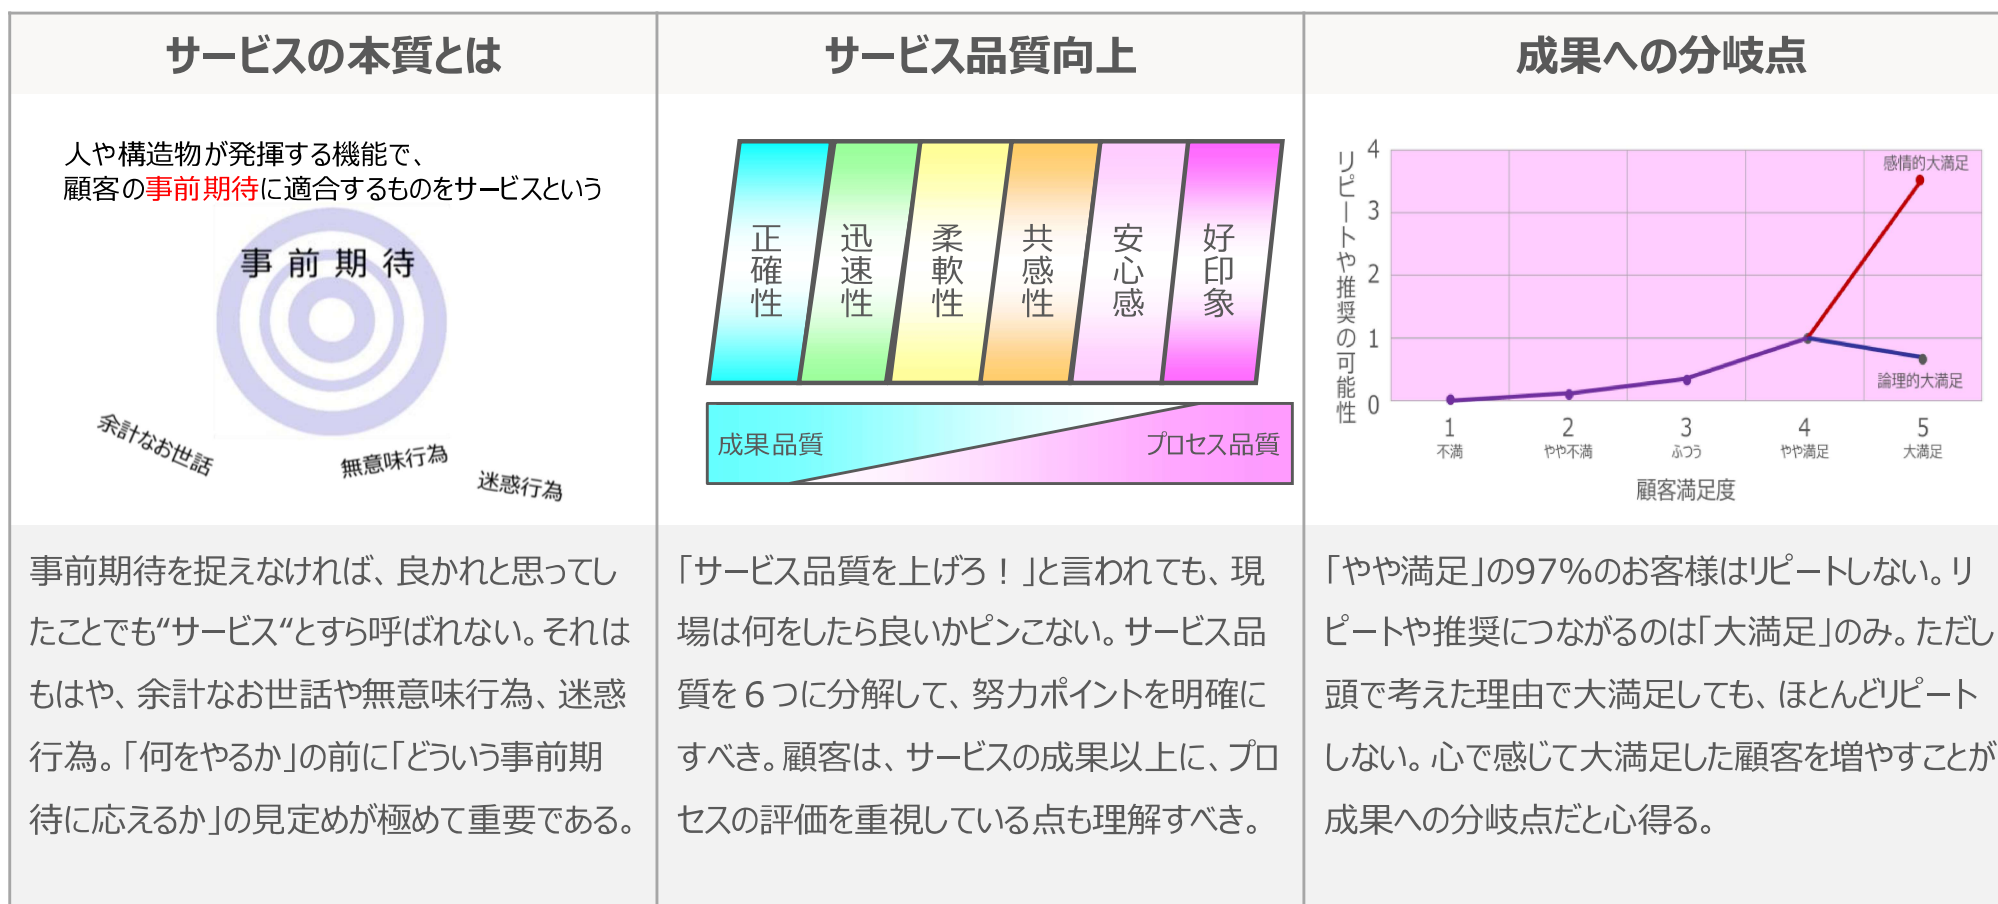 サービスの本質とは
人や構造物が発揮する機能で、
顧客の事前期待に適合するものをサービスという
事前期待
余計なお世話
無意味行為
迷惑行為
事前期待を捉えなければ、良かれと思ってし
たことでも“サービス“とすら呼ばれない。それは
もはや、余計なお世話や無意味行為、迷惑
行為。「何をやるか」の前に「どういう事前期
待に応えるか」の見定めが極めて重要である。
サービス品質向上
正確性
迅速性
柔軟性
共感性
安心感
好印象
成果品質
プロセス品質
「サービス品質を上げろ！」と言われても、現
場は何をしたら良いかピンこない。サービス品
質を６つに分解して、努力ポイントを明確に
すべき。顧客は、サービスの成果以上に、プロ
セスの評価を重視している点も理解すべき。
成果への分岐点
リピートや推奨の可能性
4
3
2
1
0
感情的大満足
論理的大満足
1 2 3 4 5
不満 やや不満 ふつう やや満足 大満足
顧客満足度
「やや満足」の97%のお客様はリピートしない。リ
ピートや推奨につながるのは「大満足」のみ。ただし
頭で考えた理由で大満足しても、ほとんどリピート
しない。心で感じて大満足した顧客を増やすことが
成果への分岐点だと心得る。